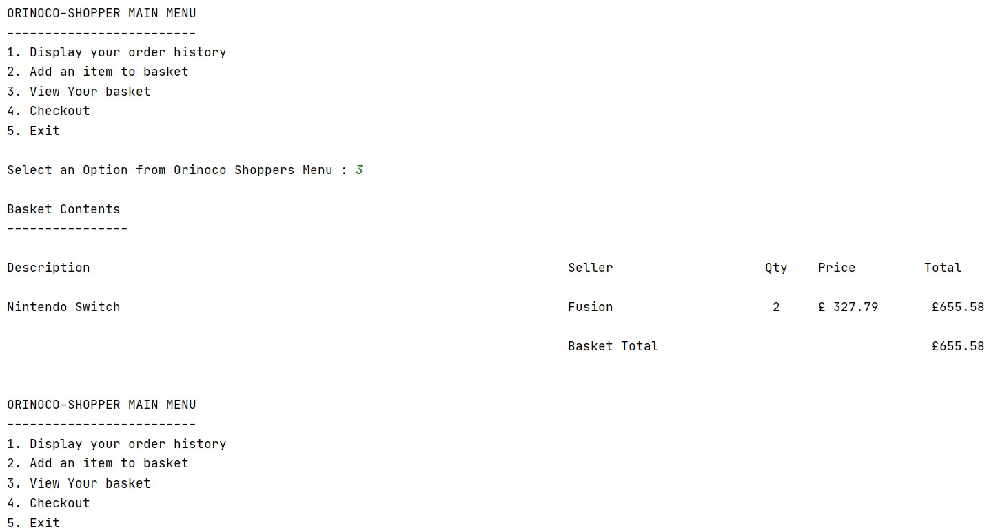 ORINOCO-SHOPPER MAIN MENU
-------------------------
1. Display your order history
2. Add an item to basket
3. View Your basket
4. Checkout
5. Exit
Select an Option from Orinoco Shoppers Menu : 3
Basket Contents
----------------
Description Seller Qty Price Total
Nintendo Switch Fusion 2 £ 327.79 £655.58
Basket Total £655.58
ORINOCO-SHOPPER MAIN MENU
-------------------------
1. Display your order history
2. Add an item to basket
3. View Your basket
4. Checkout
5. Exit